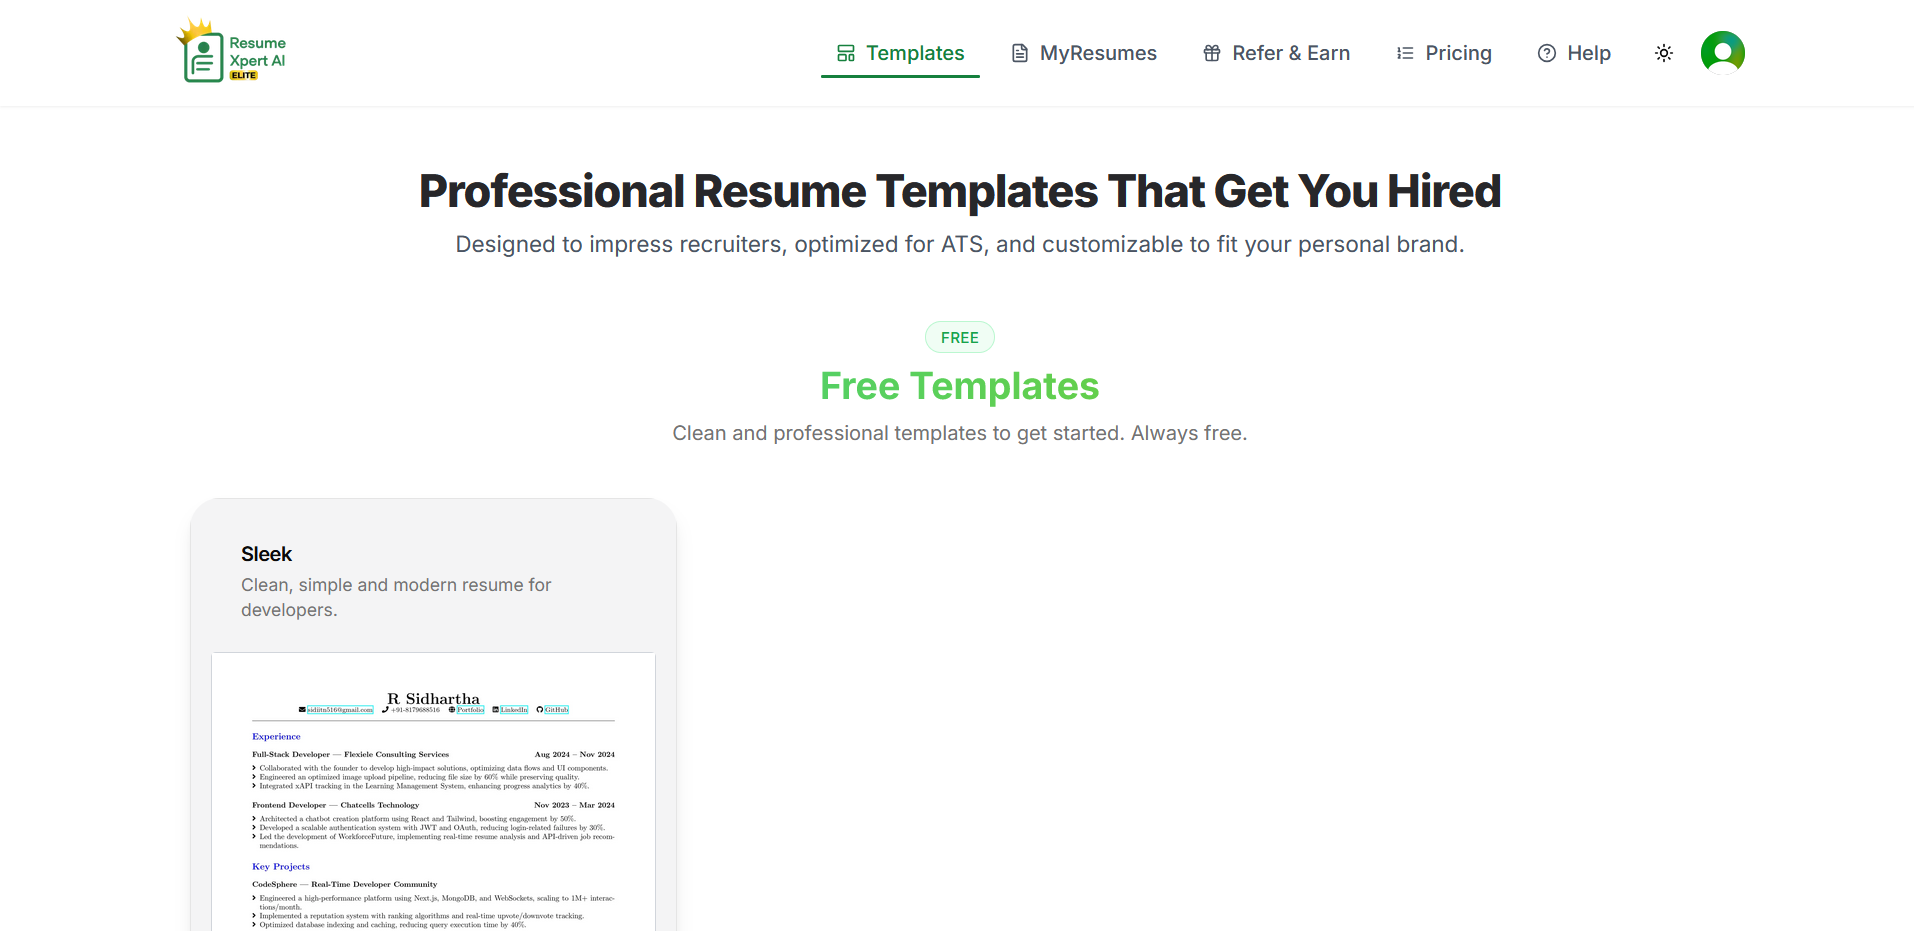 Resume
Xpert AI
ELITE
Templates
MyResumes
Refer & Earn
Pricing
Help
Professional Resume Templates That Get You Hired
Designed to impress recruiters, optimized for ATS, and customizable to fit your personal brand.
FREE
Free Templates
Clean and professional templates to get started. Always free.
Sleek
Clean, simple and modern resume for
developers.
R Sidhartha
sidiitn516@gmail.com +91-8179688516 Portfolio LinkedIn GitHub
Experience
Full-Stack Developer — Flexiele Consulting Services Aug 2024 – Nov 2024
Collaborated with the founder to develop high-impact solutions, optimizing data flows and UI components.
Engineered an optimized image upload pipeline, reducing file size by 60% while preserving quality.
Integrated xAPI tracking in the Learning Management System, enhancing progress analytics by 40%.
Frontend Developer — Chatcells Technology Nov 2023 – Mar 2024
Architected a chatbot creation platform using React and Tailwind, boosting engagement by 50%.
Developed a scalable authentication system with JWT and OAuth, reducing login-related failures by 30%.
Led the development of WorkforceFuture, implementing real-time resume analysis and API-driven job recom-
mendations.
Key Projects
CodeSphere — Real-Time Developer Community
Engineered a high-performance platform using Next.js, MongoDB, and WebSockets, scaling to 1M+ interac-
tions/month.
Implemented a reputation system with ranking algorithms and real-time upvote/downvote tracking.
Optimized database indexing and caching, reducing query execution time by 40%.